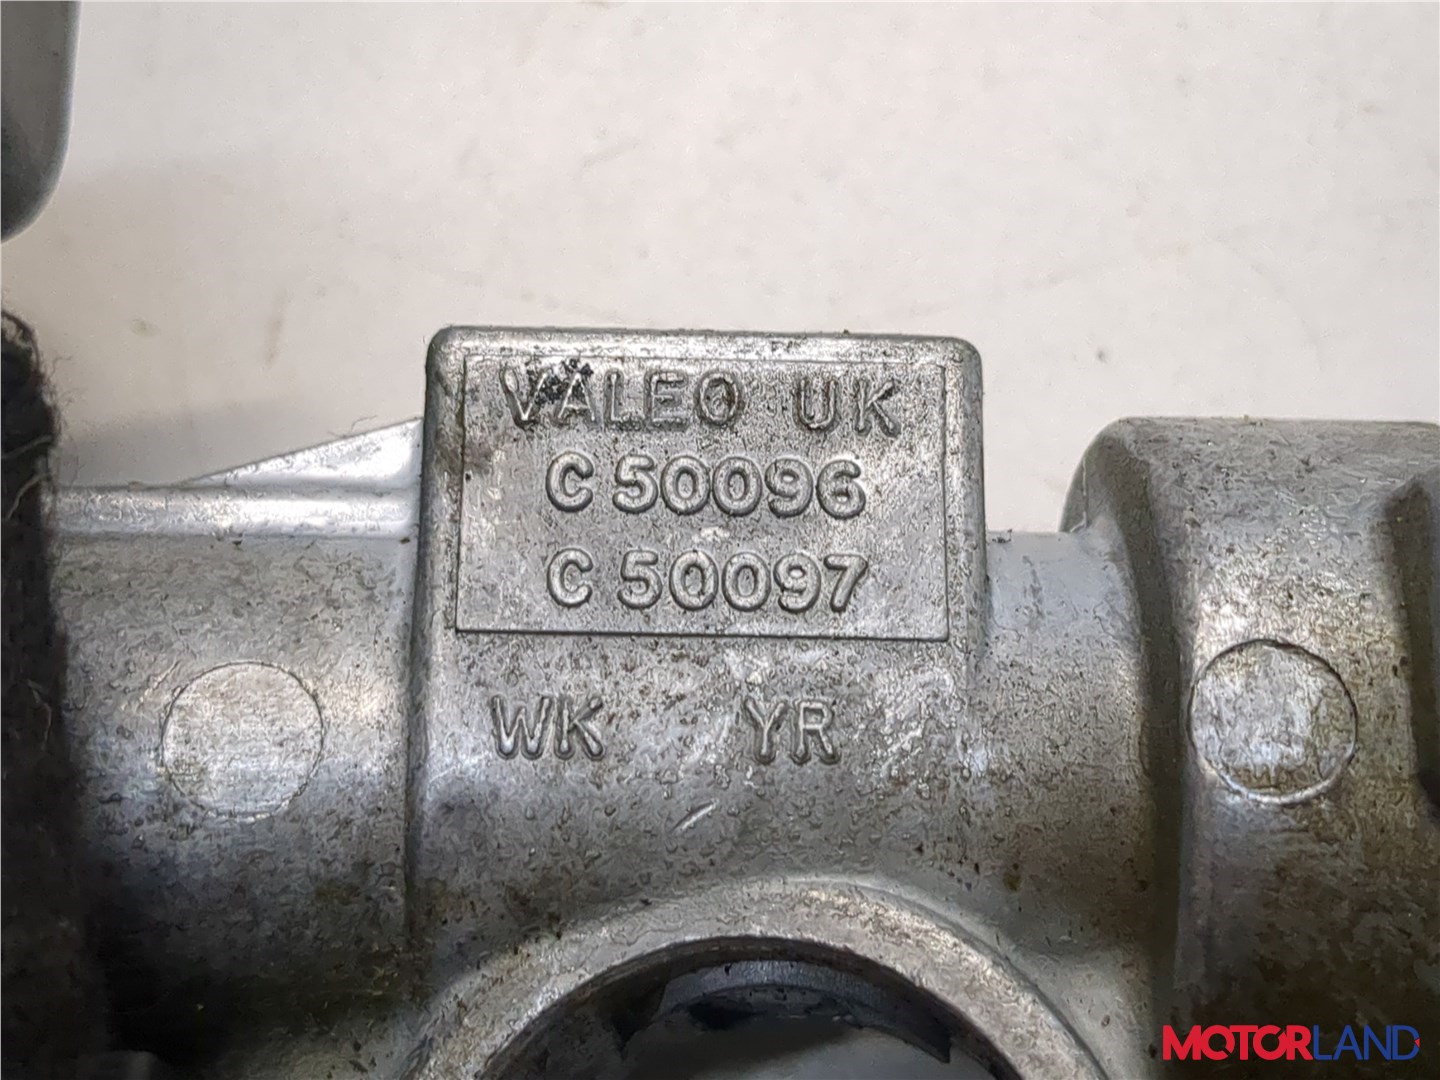 VALEO UK
C 50096
C 50097
WK YR
MOTORLAND